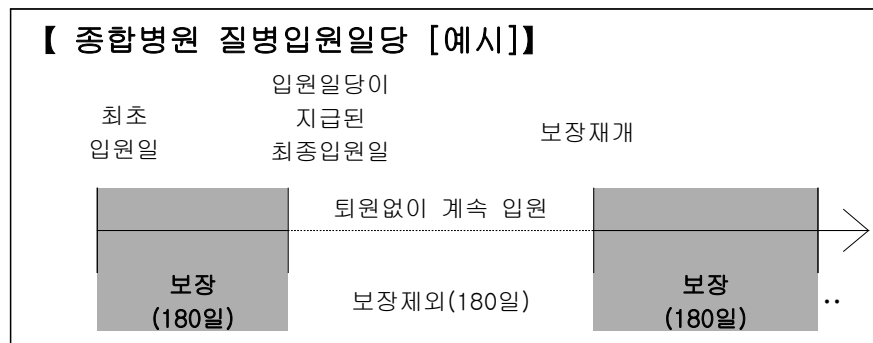 【 종합병원 질병입원일당 [예시]】
최초
입원일
입원일당이
지급된
최종입원일
보장재개
퇴원없이 계속 입원
보장
(180일)
보장제외(180일)
보장
(180일)
··